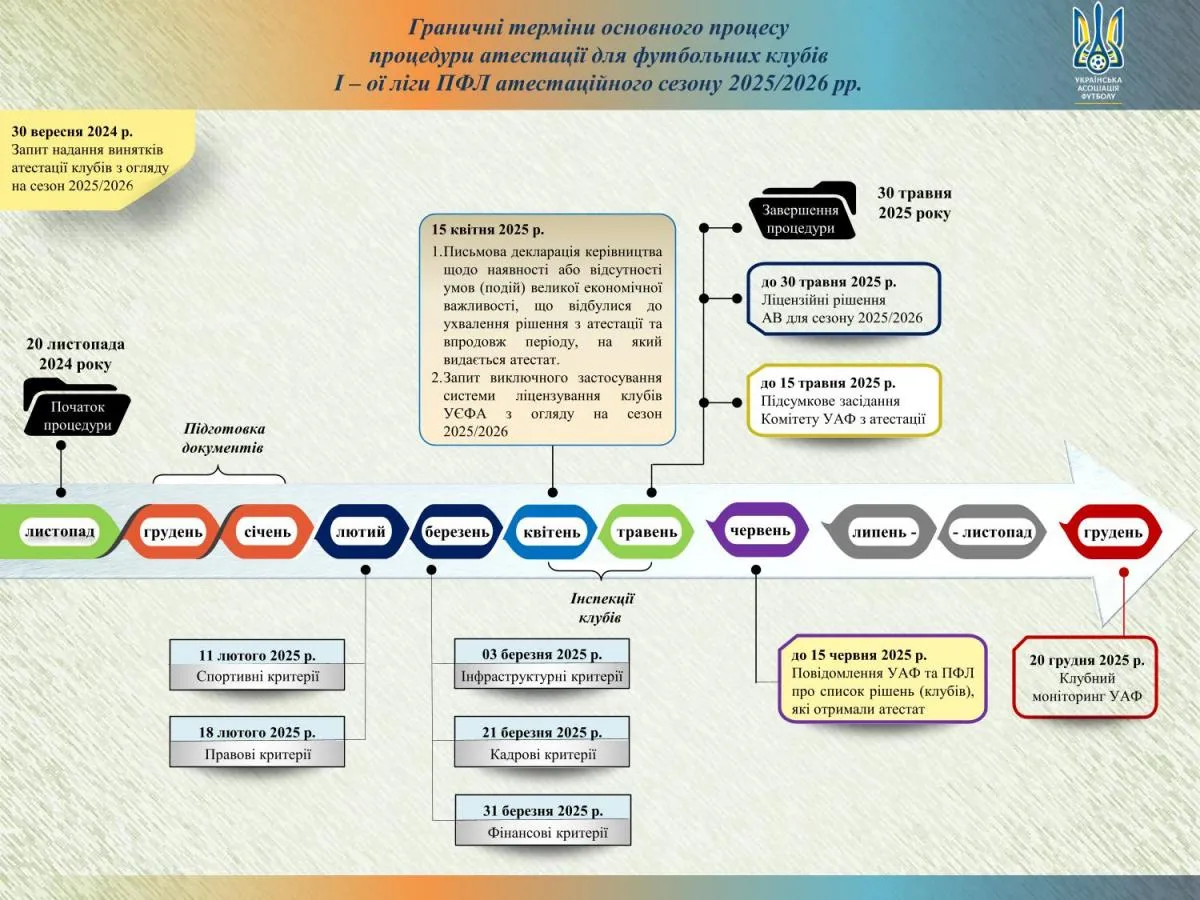 Граничні терміни основного процесу
процедури атестації для футбольних клубів
І – ої ліги ПФЛ атестаційного сезону 2025/2026 рр.
УКРАЇНСЬКА
АСОЦІАЦІЯ
ФУТБОЛУ
30 вересня 2024 р.
Запит надання винятків
атестації клубів з огляду
на сезон 2025/2026
20 листопада
2024 року
Початок
процедури
Підготовка
документів
15 квітня 2025 р.
1.Письмова декларація керівництва
щодо наявності або відсутності
умов (подій) великої економічної
важливості, що відбулися до
ухвалення рішення з атестації та
впродовж періоду, на який
видається атестат.
2.Запит виключного застосування
системи ліцензування клубів
УЄФА з огляду на сезон
2025/2026
Завершення
процедури
30 травня
2025 року
до 30 травня 2025 р.
Ліцензійні рішення
АВ для сезону 2025/2026
до 15 травня 2025 р.
Підсумкове засідання
Комітету УАФ з атестації
листопад
грудень
січень
лютий
березень
квітень
травень
червень
липень -
- листопад
грудень
Інспекції
клубів
11 лютого 2025 р.
Спортивні критерії
18 лютого 2025 р.
Правові критерії
03 березня 2025 р.
Інфраструктурні критерії
21 березня 2025 р.
Кадрові критерії
31 березня 2025 р.
Фінансові критерії
до 15 червня 2025 р.
Повідомлення УАФ та ПФЛ
про список рішень (клубів),
які отримали атестат
20 грудня 2025 р.
Клубний
моніторинг УАФ